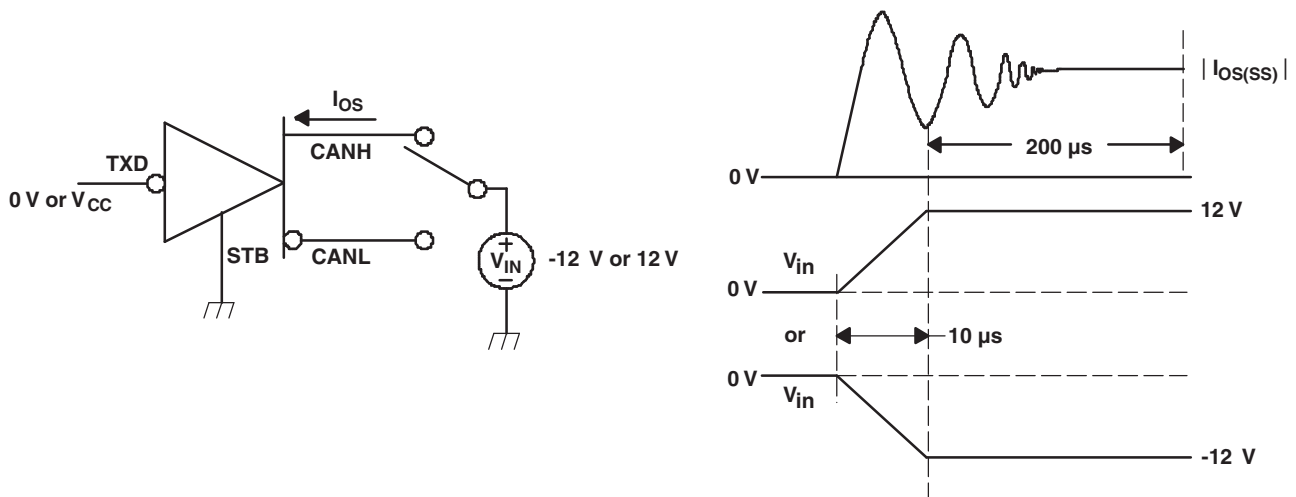 I_OS
CANH
TXD
0 V or V_CC
STB
CANL
+
V_IN
−
-12 V or 12 V
| I_OS(SS) |
200 µs
0 V
12 V
V_in
0 V
or
10 µs
0 V
V_in
-12 V